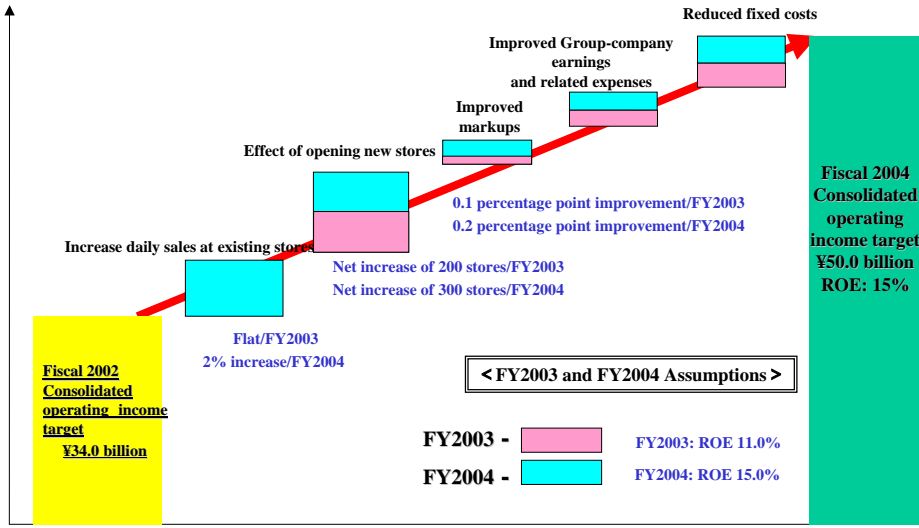 Reduced fixed costs
Improved Group-company
earnings
and related expenses
Improved
markups
Effect of opening new stores
Increase daily sales at existing stores
0.1 percentage point improvement/FY2003
0.2 percentage point improvement/FY2004
Net increase of 200 stores/FY2003
Net increase of 300 stores/FY2004
Flat/FY2003
2% increase/FY2004
Fiscal 2002
Consolidated
operating income
target
¥34.0 billion
Fiscal 2004
Consolidated
operating
income target
¥50.0 billion
ROE: 15%
< FY2003 and FY2004 Assumptions >
FY2003 - FY2003: ROE 11.0%
FY2004 - FY2004: ROE 15.0%